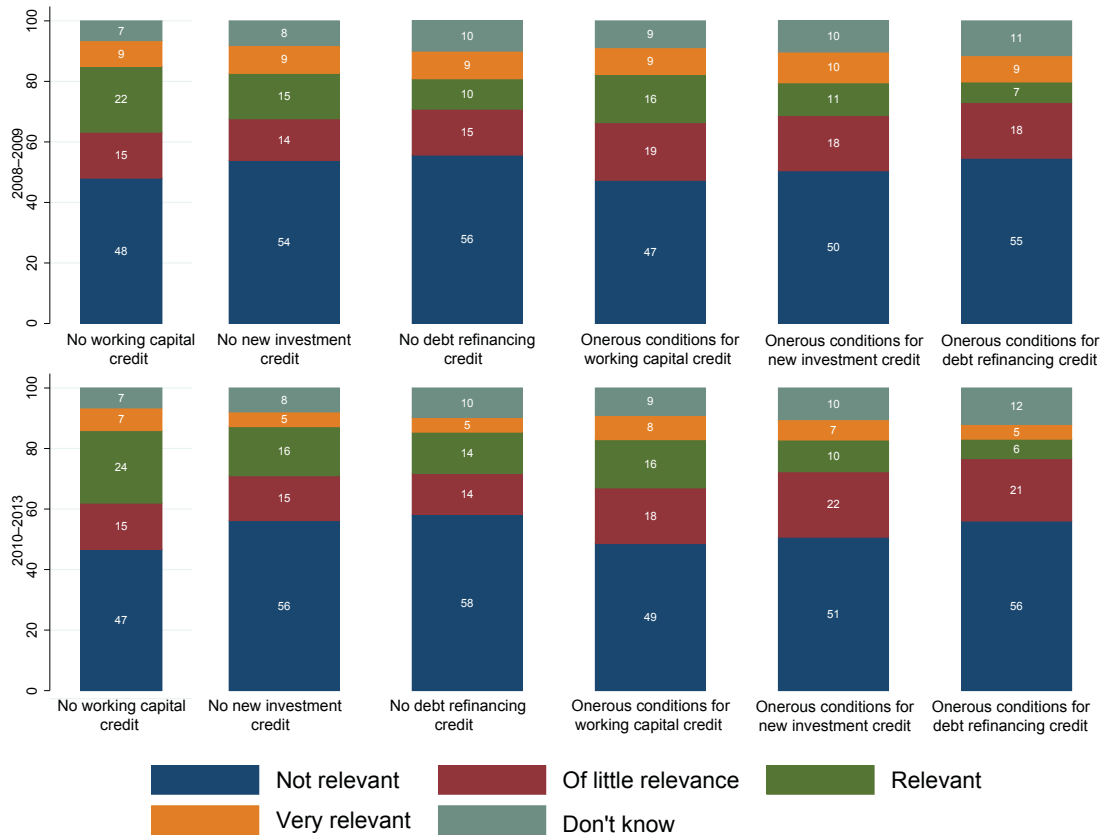 100
80
60
40
20
0
2008–2009
7
9
22
15
48
8
9
15
14
54
10
9
10
15
56
9
9
16
19
47
10
10
11
18
50
11
9
7
18
55
No working capital
credit
No new investment
credit
No debt refinancing
credit
Onerous conditions for
working capital credit
Onerous conditions for
new investment credit
Onerous conditions for
debt refinancing credit
100
80
60
40
20
0
2010–2013
7
7
24
15
47
8
5
16
15
56
10
5
14
14
58
9
8
16
18
49
10
7
10
22
51
12
5
6
21
56
No working capital
credit
No new investment
credit
No debt refinancing
credit
Onerous conditions for
working capital credit
Onerous conditions for
new investment credit
Onerous conditions for
debt refinancing credit
Not relevant
Of little relevance
Relevant
Very relevant
Don't know